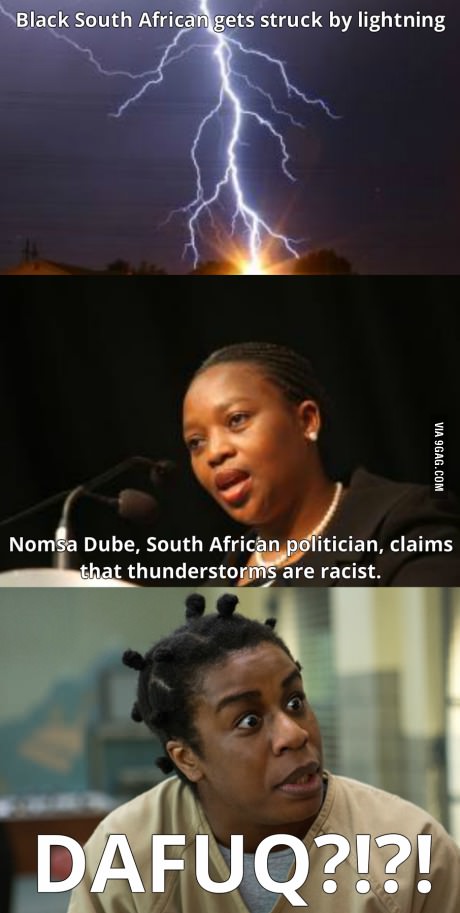 Black South African gets struck by lightning
VIA 9GAG.COM
Nomsa Dube, South African politician, claims
that thunderstorms are racist.
DAFUQ?!?!